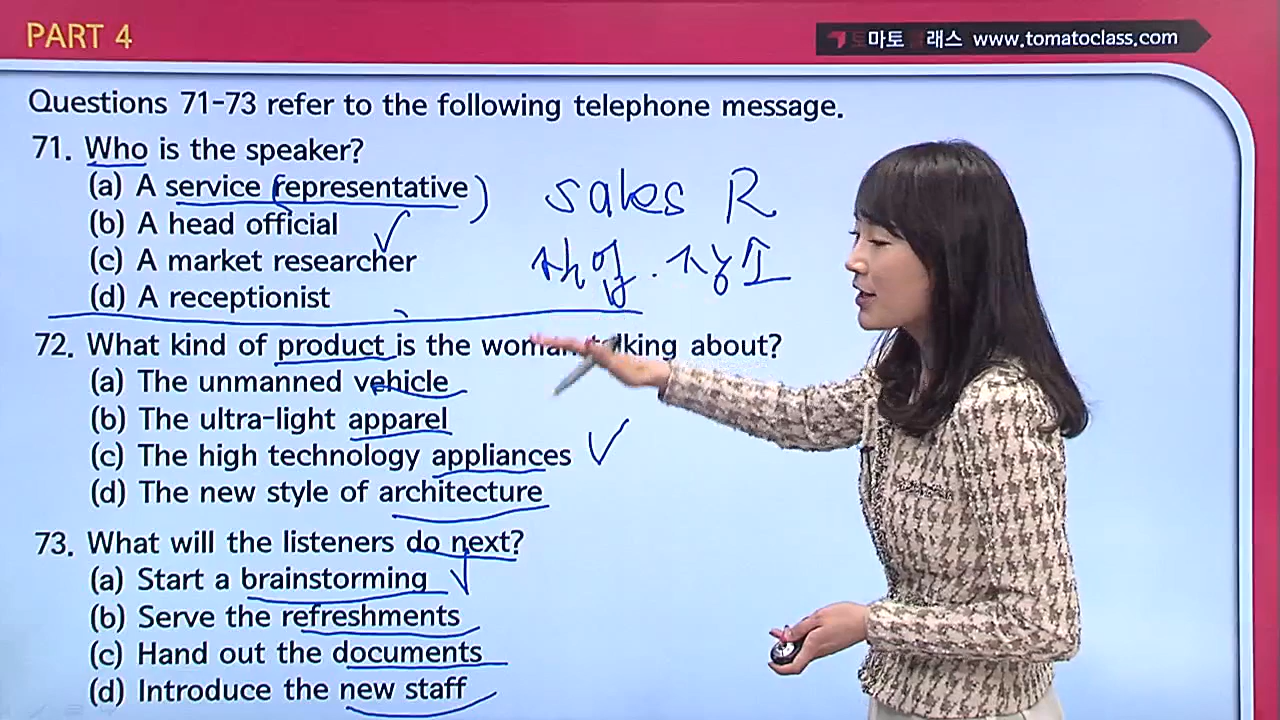 PART 4
토마토클래스 www.tomatoclass.com
Questions 71-73 refer to the following telephone message.
71. Who is the speaker?
(a) A service representative
(b) A head official
(c) A market researcher
(d) A receptionist
sales R
72. What kind of product is the woman talking about?
(a) The unmanned vehicle
(b) The ultra-light apparel
(c) The high technology appliances
(d) The new style of architecture
73. What will the listeners do next?
(a) Start a brainstorming
(b) Serve the refreshments
(c) Hand out the documents
(d) Introduce the new staff